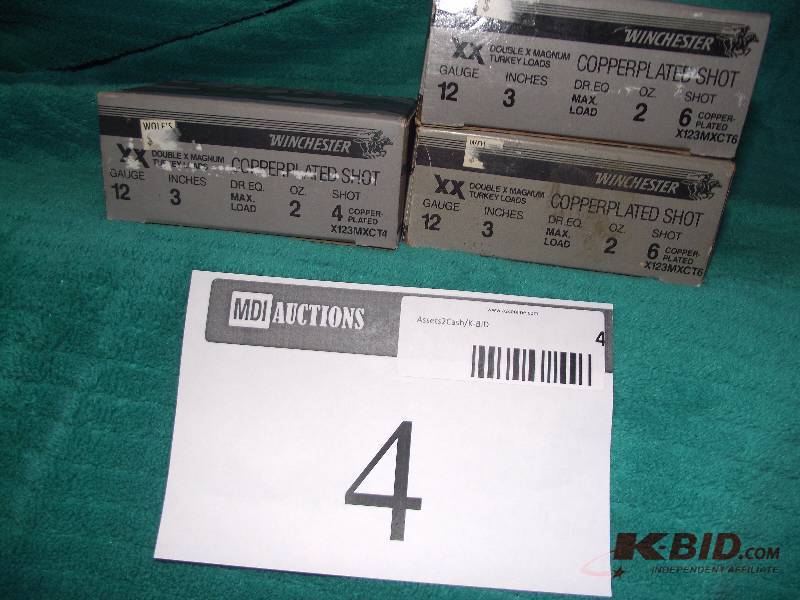 WINCHESTER
XX DOUBLE X MAGNUM TURKEY LOADS COPPERPLATED SHOT
GAUGE INCHES DR.EQ. OZ. SHOT
12 3 MAX. LOAD 2 6 COPPER-PLATED
X123MXCT6
WOLF'S
WINCHESTER
XX DOUBLE X MAGNUM TURKEY LOADS COPPERPLATED SHOT
GAUGE INCHES DR.EQ. OZ. SHOT
12 3 MAX. LOAD 2 4 COPPER-PLATED
X123MXCT4
WINCHESTER
XX DOUBLE X MAGNUM TURKEY LOADS COPPERPLATED SHOT
GAUGE INCHES DR.EQ. OZ. SHOT
12 3 MAX. LOAD 2 6 COPPER-PLATED
X123MXCT6
MDI AUCTIONS
Assets2Cash/K-BID
4
4
K-BID.COM
INDEPENDENT AFFILIATE